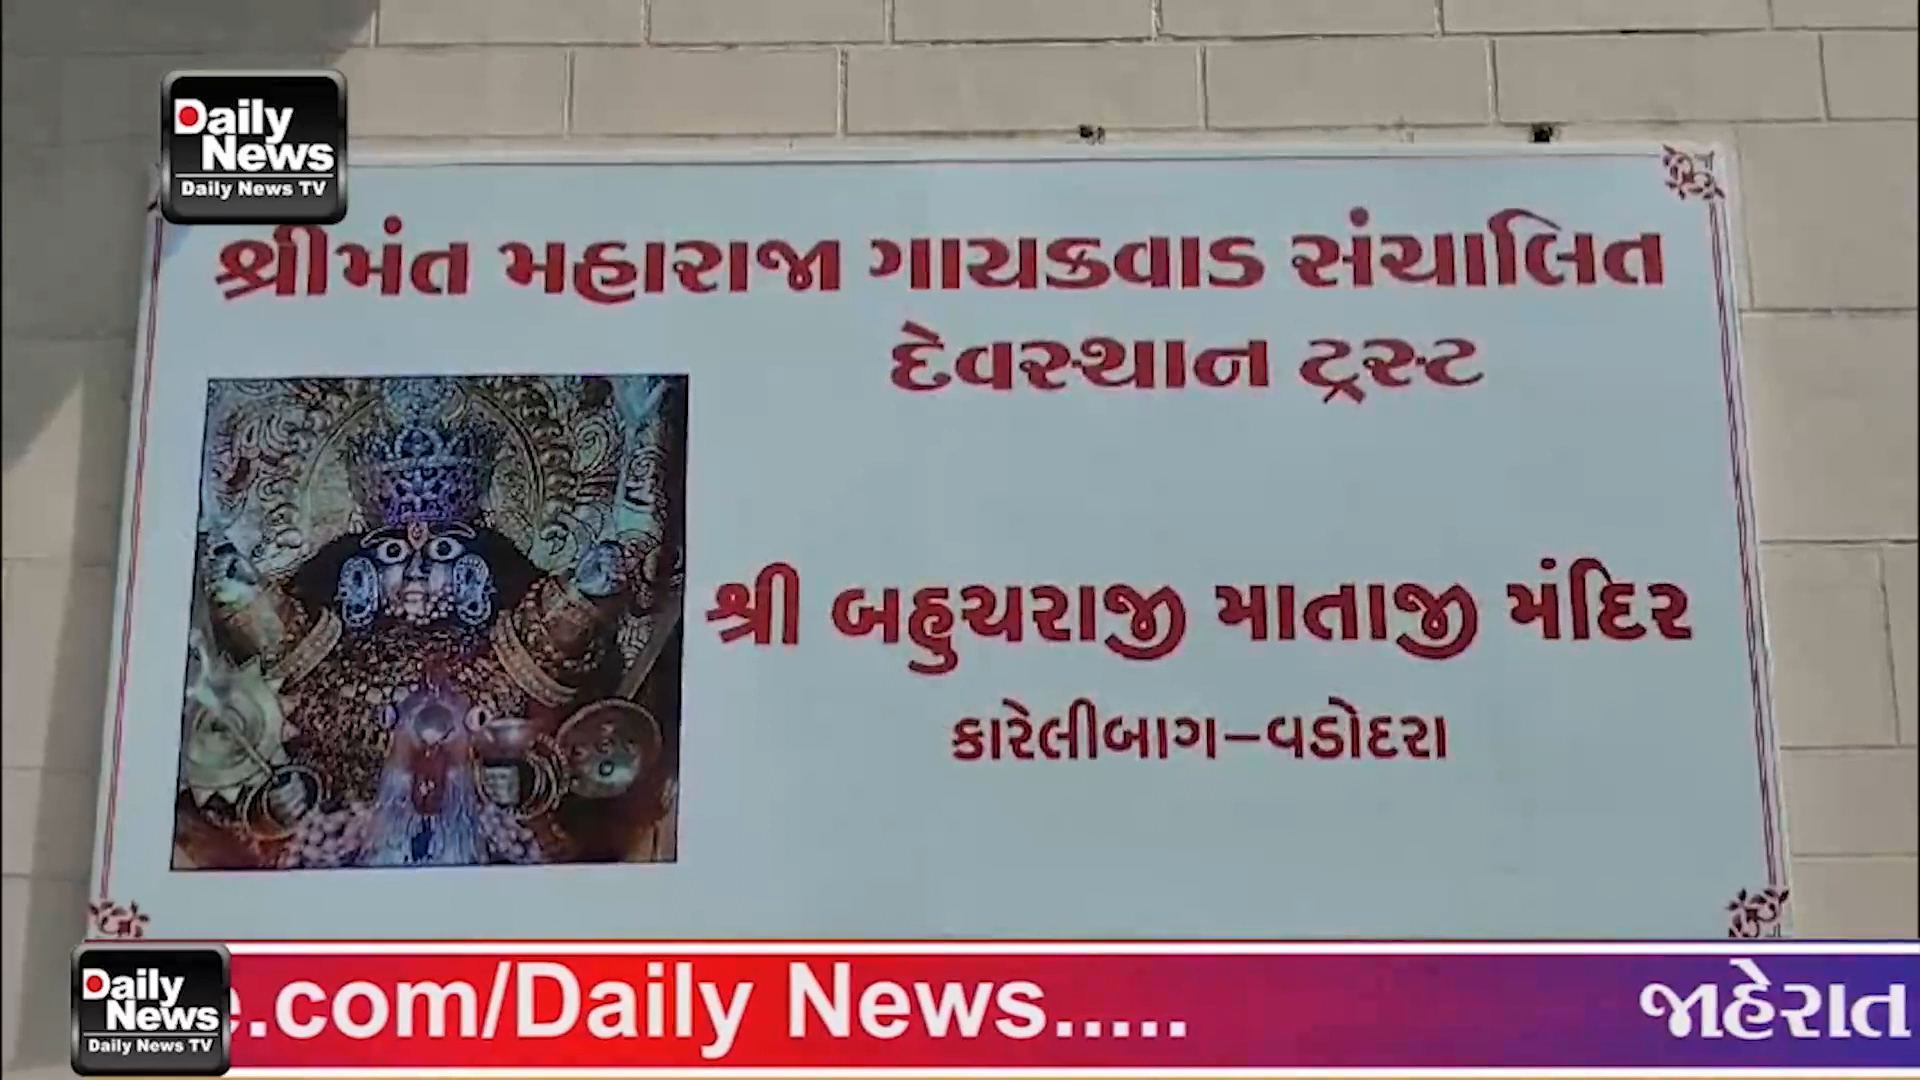 Daily
News
Daily News TV
શ્રીમંત મહારાજા ગાયકવાડ સંચાલિત
દેવસ્થાન ટ્રસ્ટ
શ્રી બહુચરાજી માતાજી મંદિર
કારેલીબાગ-વડોદરા
Daily
News
Daily News TV
e.com/Daily News..... જાહેરાત